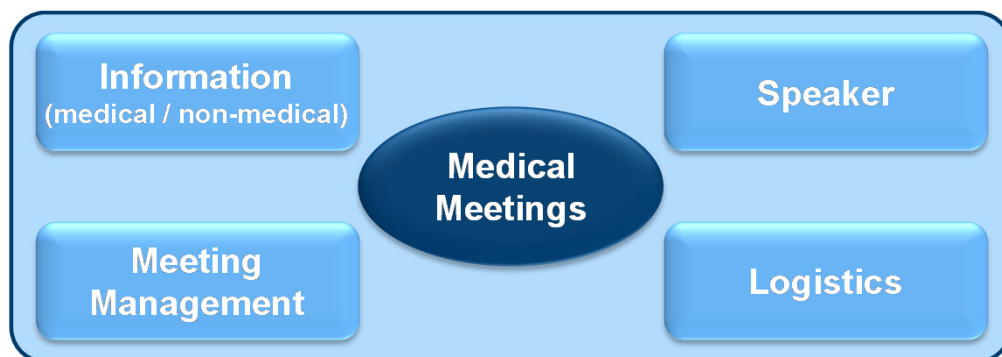 Information
(medical / non-medical)
Speaker
Medical
Meetings
Meeting
Management
Logistics